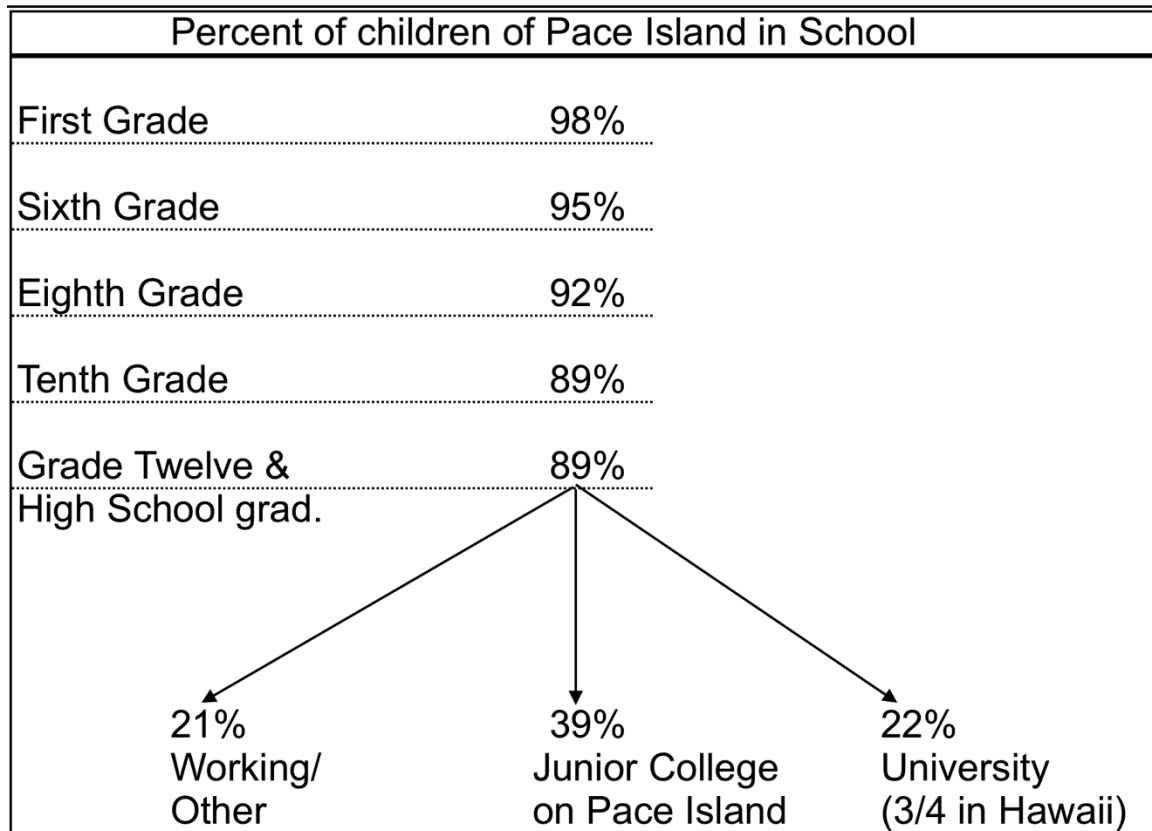 Percent of children of Pace Island in School
First Grade 98%
Sixth Grade 95%
Eighth Grade 92%
Tenth Grade 89%
Grade Twelve & 89%
High School grad.
21% 39% 22%
Working/ Junior College University
Other on Pace Island (3/4 in Hawaii)